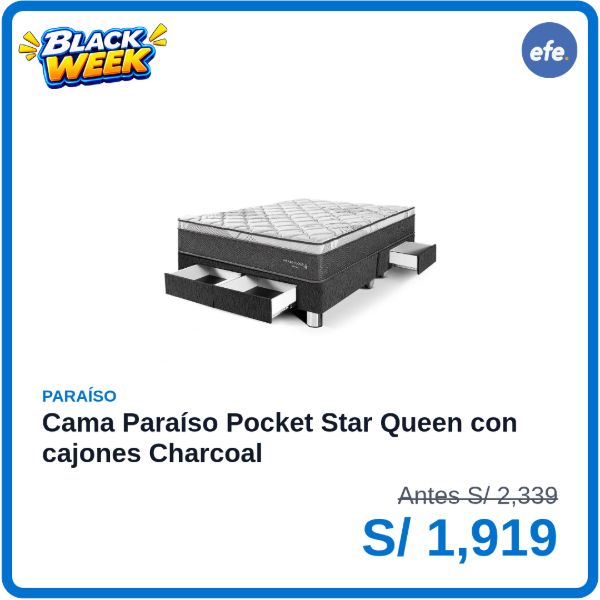 BLACK
WEEK
efe.
PARAÍSO
Cama Paraíso Pocket Star Queen con
cajones Charcoal
Antes S/ 2,339
S/ 1,919